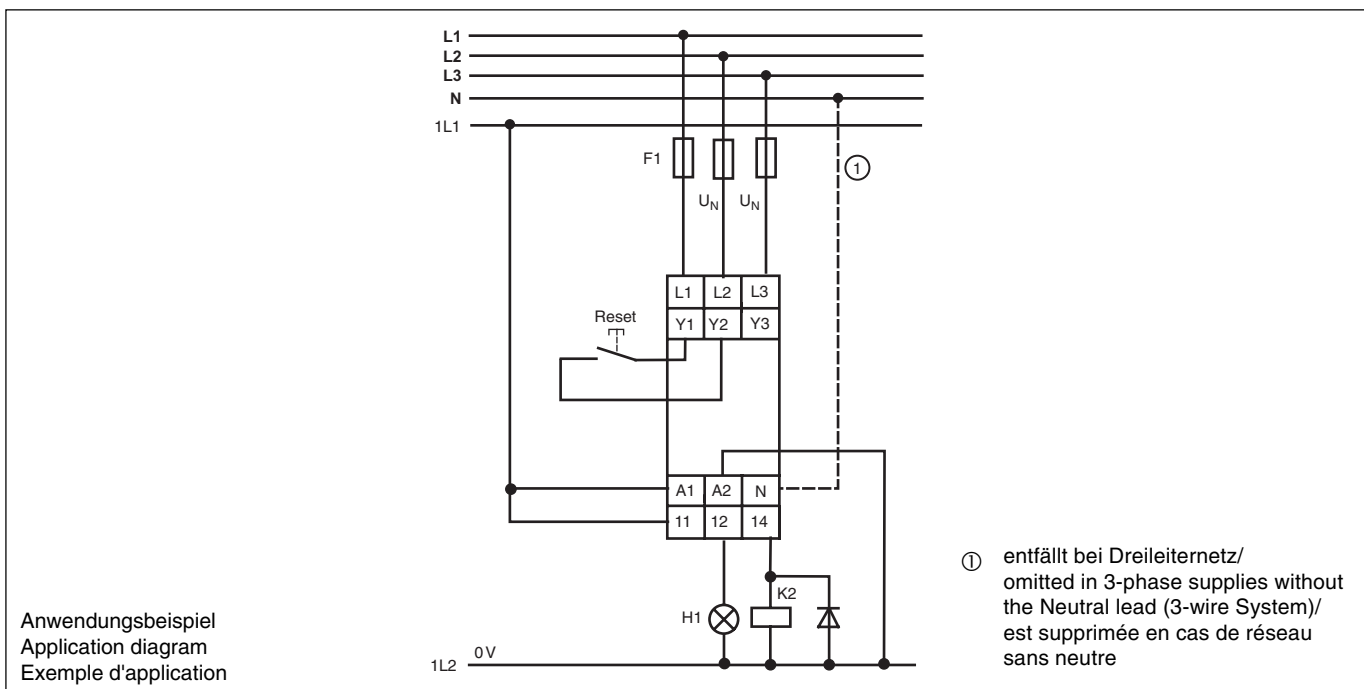 L1
L2
L3
N
1L1
F1
①
U_N U_N
L1 L2 L3
Y1 Y2 Y3
Reset
A1 A2 N
11 12 14
K2
H1
0 V
1L2
Anwendungsbeispiel
Application diagram
Exemple d'application
① entfällt bei Dreileiternetz/
omitted in 3-phase supplies without
the Neutral lead (3-wire System)/
est supprimée en cas de réseau
sans neutre